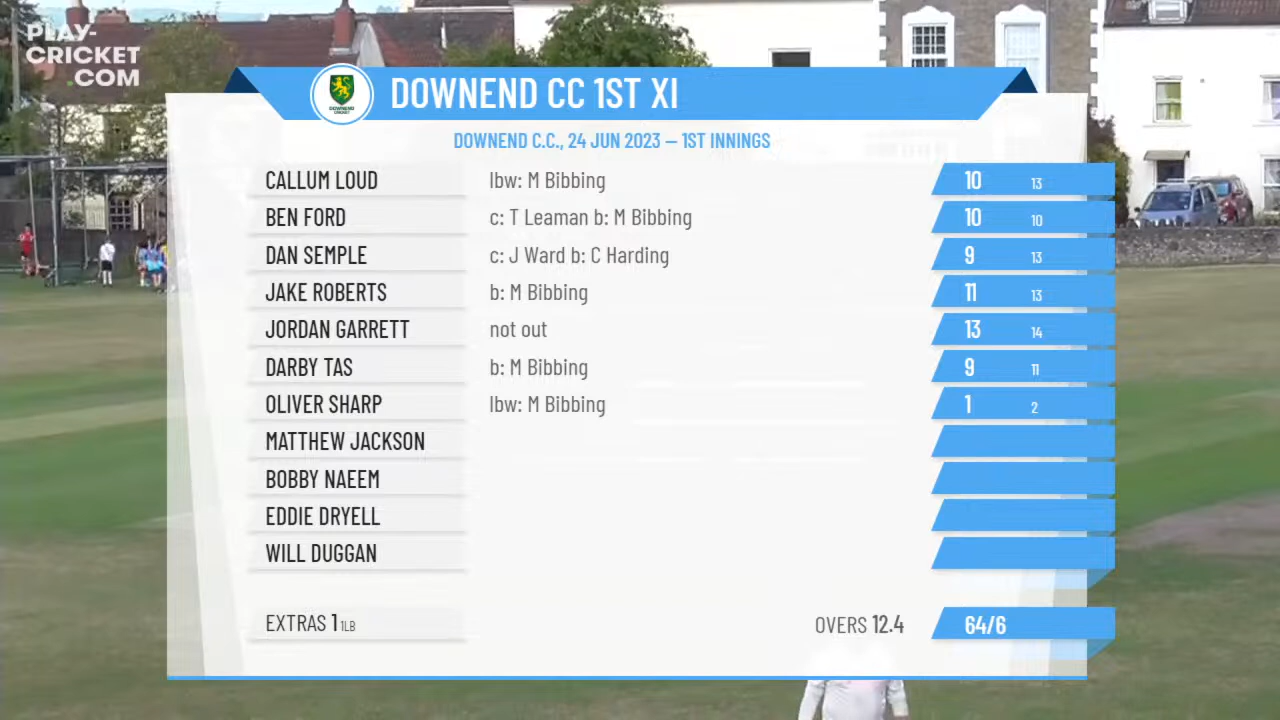 PLAY-
CRICKET
.COM
DOWNEND CC 1ST XI
DOWNEND
CRICKET
DOWNEND C.C., 24 JUN 2023 – 1ST INNINGS
CALLUM LOUD lbw: M Bibbing 10 13
BEN FORD c: T Leaman b: M Bibbing 10 10
DAN SEMPLE c: J Ward b: C Harding 9 13
JAKE ROBERTS b: M Bibbing 11 13
JORDAN GARRETT not out 13 14
DARBY TAS b: M Bibbing 9 11
OLIVER SHARP lbw: M Bibbing 1 2
MATTHEW JACKSON
BOBBY NAEEM
EDDIE DRYELL
WILL DUGGAN
EXTRAS 1 1LB OVERS 12.4 64/6